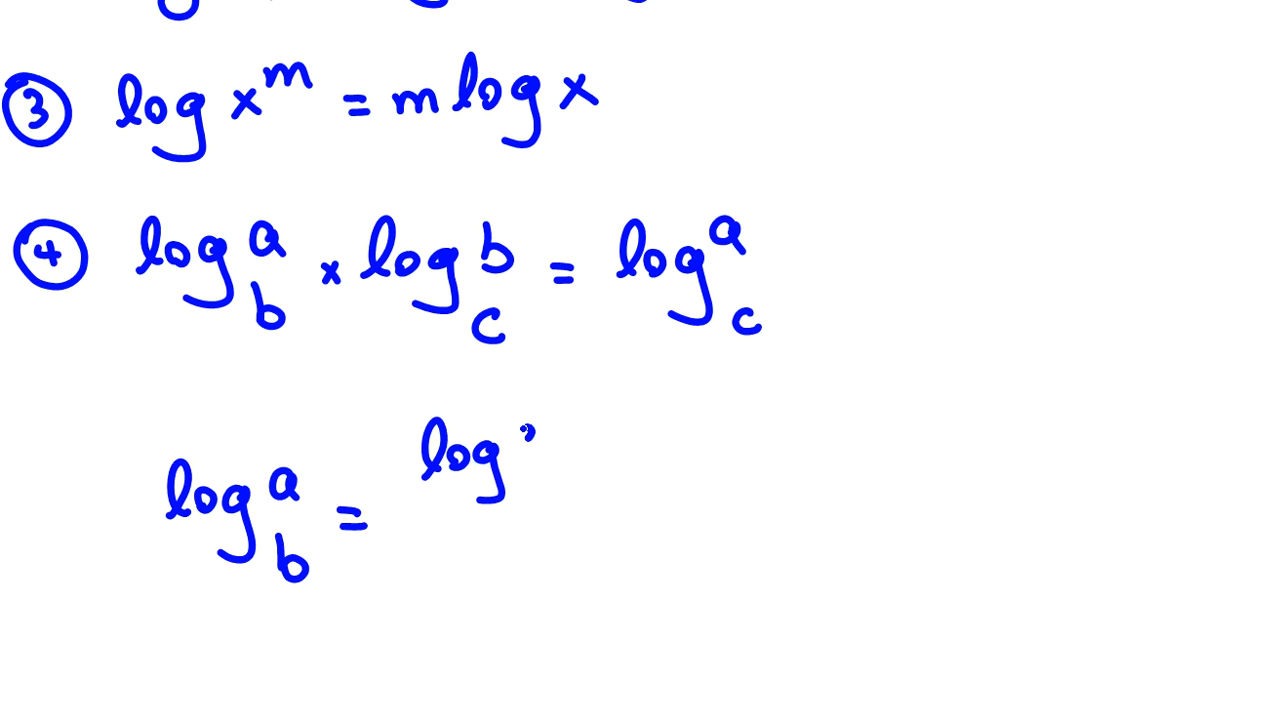 ③ log x^m = m log x
④ log_b a × log_c b = log_c a
log_b a = log